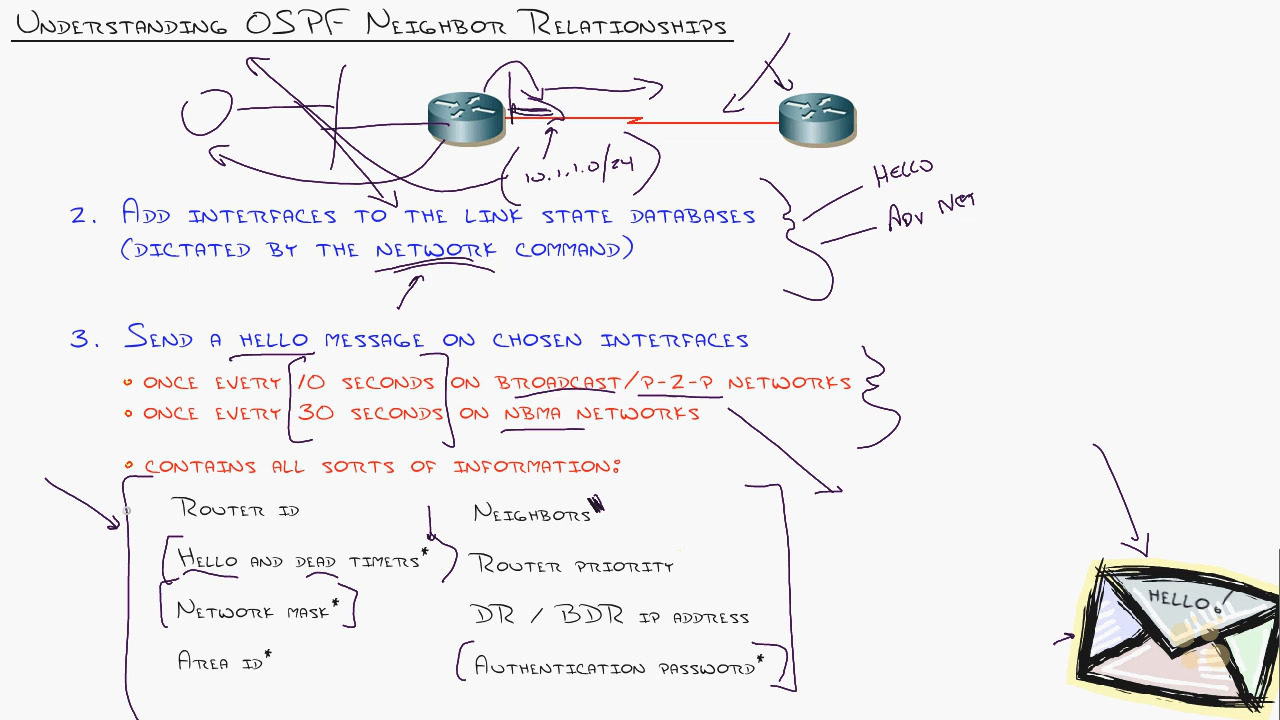 Understanding OSPF Neighbor Relationships
10.1.1.0/24
Hello
Adv Net
2. Add interfaces to the link state databases
(dictated by the network command)
3. Send a hello message on chosen interfaces
• once every 10 seconds on broadcast/p-2-p networks
• once every 30 seconds on NBMA networks
• contains all sorts of information:
Router ID
Neighbors
Hello and dead timers*
Router priority
Network mask*
DR / BDR IP address
Area ID*
Authentication password*
HELLO!